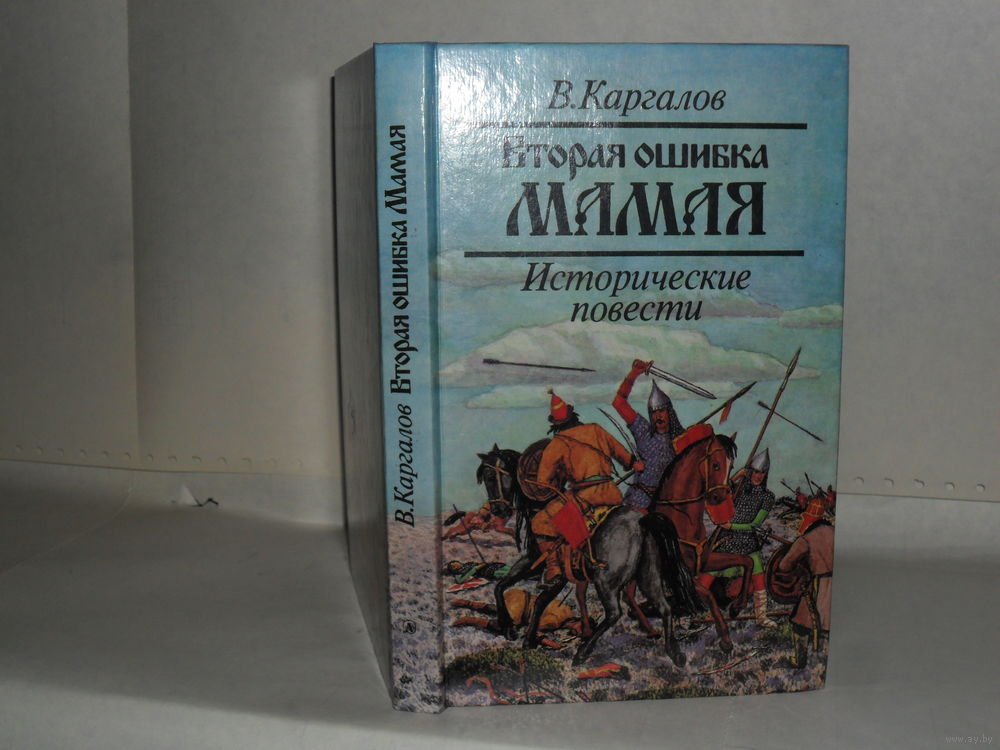 В.Каргалов
Вторая ошибка
МАМАЯ
Исторические
повести
В.Каргалов Вторая ошибка Мамая
www.ay.by